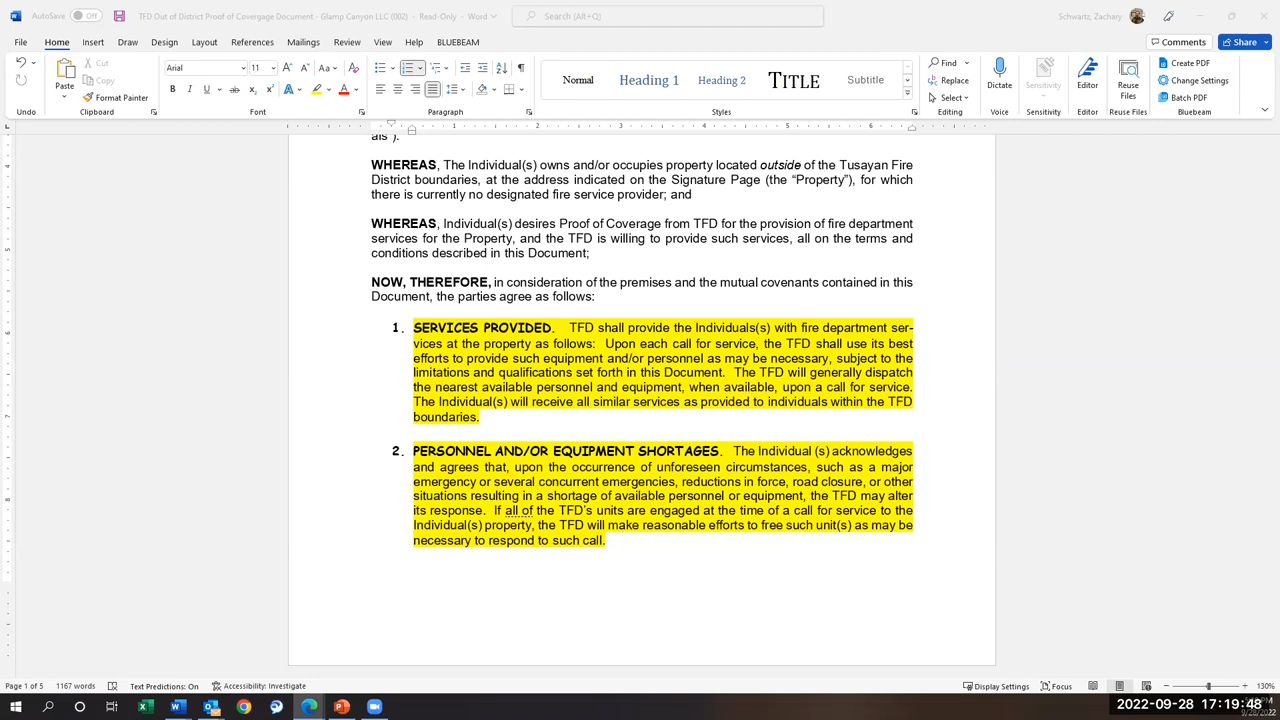 AutoSave Off TFD Out of District Proof of Covergage Document - Glamp Canyon LLC (002) - Read-Only - Word Search (Alt+Q) Schwartz, Zachary
File Home Insert Draw Design Layout References Mailings Review View Help BLUEBEAM Comments Share
Cut
Copy
Format Painter
Paste
Arial 11
Normal Heading 1 Heading 2 TITLE Subtitle
Find
Replace
Select
Dictate Sensitivity Editor Reuse Files
Create PDF
Change Settings
Batch PDF
Undo Clipboard Font Paragraph Styles Editing Voice Sensitivity Editor Reuse Files Bluebeam
1 2 3 4 5 6
als").
WHEREAS, The Individual(s) owns and/or occupies property located outside of the Tusayan Fire
District boundaries, at the address indicated on the Signature Page (the “Property”), for which
there is currently no designated fire service provider; and
WHEREAS, Individual(s) desires Proof of Coverage from TFD for the provision of fire department
services for the Property, and the TFD is willing to provide such services, all on the terms and
conditions described in this Document;
NOW, THEREFORE, in consideration of the premises and the mutual covenants contained in this
Document, the parties agree as follows:
1. SERVICES PROVIDED. TFD shall provide the Individuals(s) with fire department ser-
vices at the property as follows: Upon each call for service, the TFD shall use its best
efforts to provide such equipment and/or personnel as may be necessary, subject to the
limitations and qualifications set forth in this Document. The TFD will generally dispatch
the nearest available personnel and equipment, when available, upon a call for service.
The Individual(s) will receive all similar services as provided to individuals within the TFD
boundaries.
2. PERSONNEL AND/OR EQUIPMENT SHORTAGES. The Individual (s) acknowledges
and agrees that, upon the occurrence of unforeseen circumstances, such as a major
emergency or several concurrent emergencies, reductions in force, road closure, or other
situations resulting in a shortage of available personnel or equipment, the TFD may alter
its response. If all of the TFD’s units are engaged at the time of a call for service to the
Individual(s) property, the TFD will make reasonable efforts to free such unit(s) as may be
necessary to respond to such call.
Page 1 of 5 1167 words Text Predictions: On Accessibility: Investigate Display Settings Focus 130%
2022-09-28 17:19:48